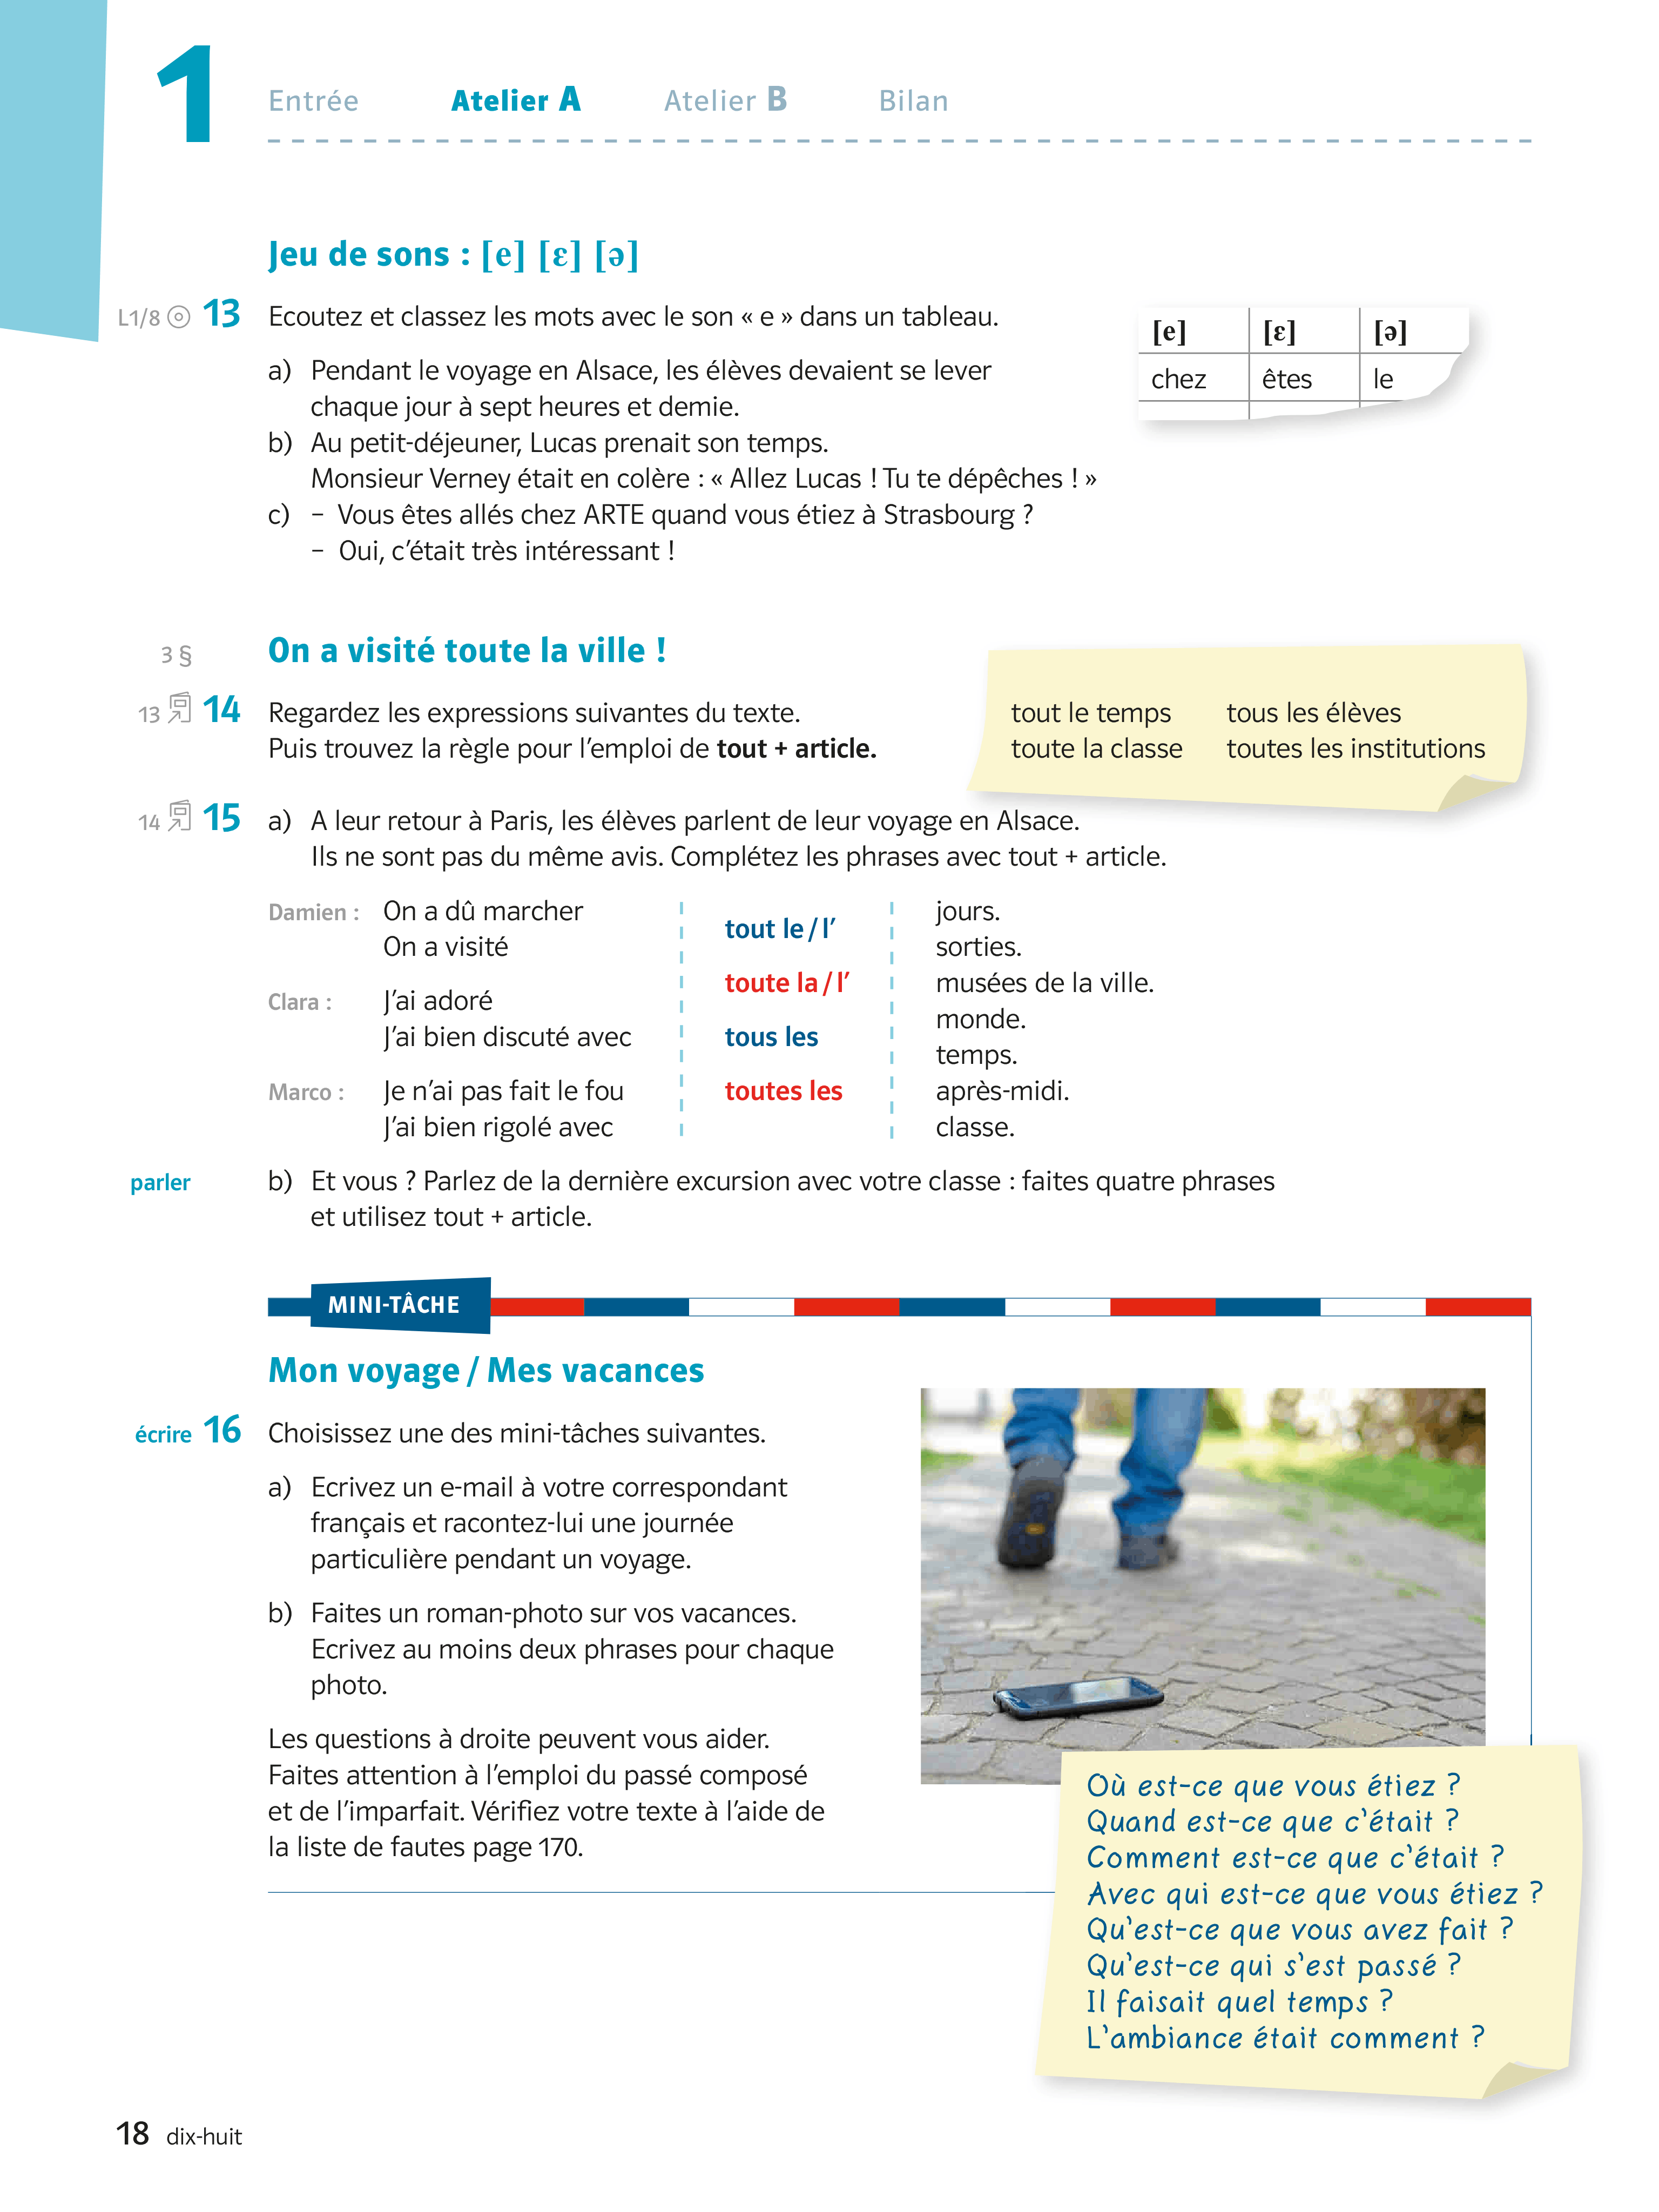 1
Entrée Atelier A Atelier B Bilan
Jeu de sons : [e] [ɛ] [ə]
L1/8 13 Ecoutez et classez les mots avec le son « e » dans un tableau.
[e] [ɛ] [ə]
chez êtes le
a) Pendant le voyage en Alsace, les élèves devaient se lever
chaque jour à sept heures et demie.
b) Au petit-déjeuner, Lucas prenait son temps.
Monsieur Verney était en colère : « Allez Lucas ! Tu te dépêches ! »
c) – Vous êtes allés chez ARTE quand vous étiez à Strasbourg ?
– Oui, c’était très intéressant !
3 § On a visité toute la ville !
13 14 Regardez les expressions suivantes du texte.
Puis trouvez la règle pour l’emploi de tout + article.
tout le temps tous les élèves
toute la classe toutes les institutions
14 15 a) A leur retour à Paris, les élèves parlent de leur voyage en Alsace.
Ils ne sont pas du même avis. Complétez les phrases avec tout + article.
Damien : On a dû marcher
On a visité
Clara : J’ai adoré
J’ai bien discuté avec
Marco : Je n’ai pas fait le fou
J’ai bien rigolé avec
tout le / l’
toute la / l’
tous les
toutes les
jours.
sorties.
musées de la ville.
monde.
temps.
après-midi.
classe.
parler b) Et vous ? Parlez de la dernière excursion avec votre classe : faites quatre phrases
et utilisez tout + article.
MINI-TÂCHE
Mon voyage / Mes vacances
écrire 16 Choisissez une des mini-tâches suivantes.
a) Ecrivez un e-mail à votre correspondant
français et racontez-lui une journée
particulière pendant un voyage.
b) Faites un roman-photo sur vos vacances.
Ecrivez au moins deux phrases pour chaque
photo.
Les questions à droite peuvent vous aider.
Faites attention à l’emploi du passé composé
et de l’imparfait. Vérifiez votre texte à l’aide de
la liste de fautes page 170.
Où est-ce que vous étiez ?
Quand est-ce que c’était ?
Comment est-ce que c’était ?
Avec qui est-ce que vous étiez ?
Qu’est-ce que vous avez fait ?
Qu’est-ce qui s’est passé ?
Il faisait quel temps ?
L’ambiance était comment ?
18 dix-huit